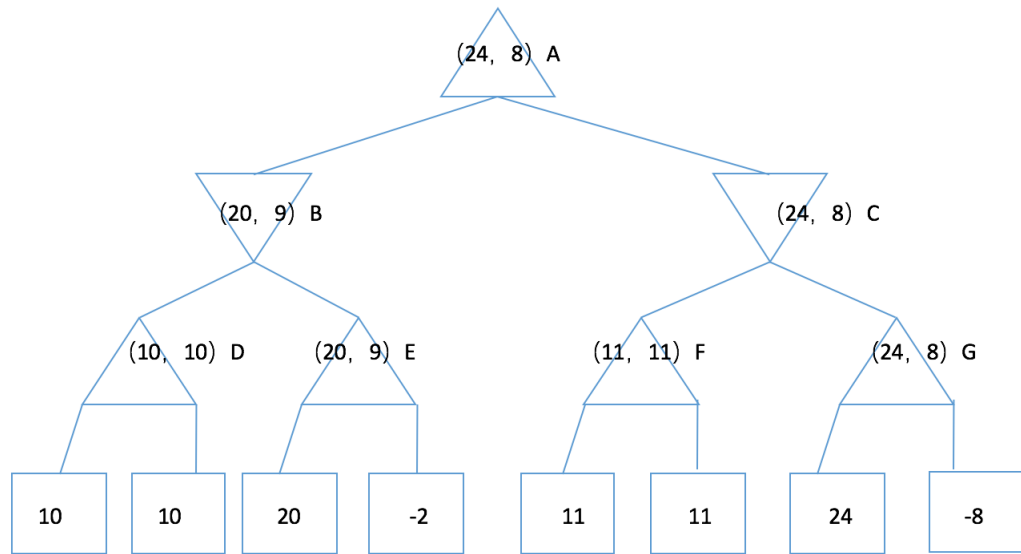 (24, 8) A
(20, 9) B
(24, 8) C
(10, 10) D
(20, 9) E
(11, 11) F
(24, 8) G
10
10
20
-2
11
11
24
-8